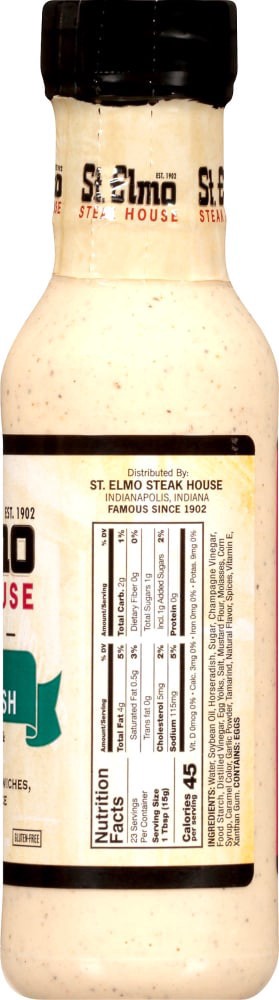 St. Elmo
EST. 1902
STEAK HOUSE
St. E
STEAK
EST. 1902
USE
SH
WICHES,
GLUTEN-FREE
Distributed By:
ST. ELMO STEAK HOUSE
INDIANAPOLIS, INDIANA
FAMOUS SINCE 1902
Nutrition
Facts
23 Servings
Per Container
Serving Size
1 Tbsp (15g)
Calories 45
per serving
Amount/Serving % DV
Total Fat 4g 5%
Saturated Fat 0.5g 3%
Trans fat 0g
Cholesterol 5mg 2%
Sodium 115mg 5%
Amount/Serving % DV
Total Carb. 2g 1%
Dietary Fiber 0g 0%
Total Sugars 1g
Incl. 1g Added Sugars 2%
Protein 0g
Vit. D 0mcg 0% • Calc. 3mg 0% • Iron 0mg 0% • Potas. 9mg 0%
INGREDIENTS: Water, Soybean Oil, Horseradish, Sugar, Champagne Vinegar,
Food Starch, Distilled Vinegar, Egg Yolks, Salt, Mustard Flour, Molasses, Corn
Syrup, Caramel Color, Garlic Powder, Tamarind, Natural Flavor, Spices, Vitamin E,
Xanthan Gum. CONTAINS: EGGS